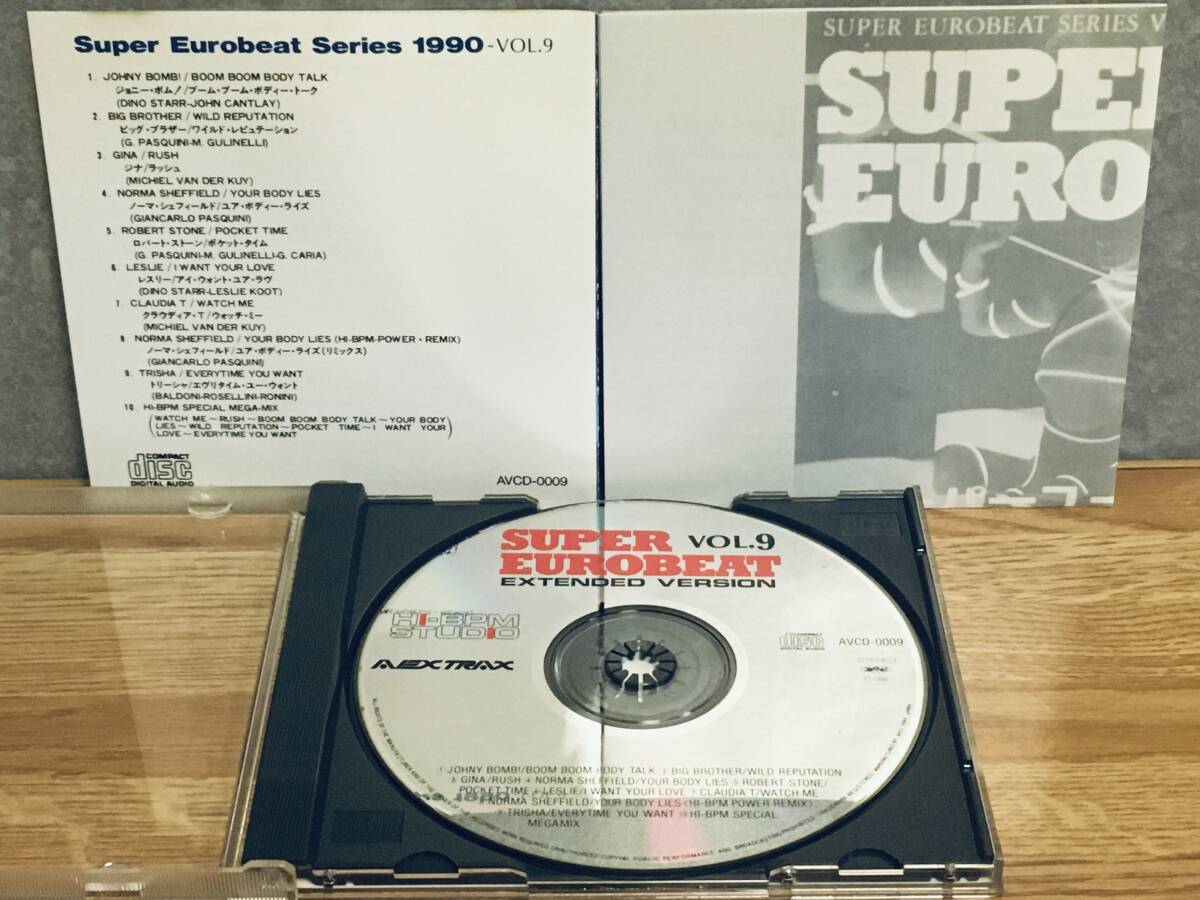 Super Eurobeat Series 1990-VOL.9
1. JOHNY BOMB! / BOOM BOOM BODY TALK
ジョニー・ボム!/ブーム・ブーム・ボディー・トーク
(DINO STARR-JOHN CANTLAY)
2. BIG BROTHER / WILD REPUTATION
ビッグ・ブラザー/ワイルド・レピュテーション
(G. PASQUINI-M. GULINELLI)
3. GINA / RUSH
ジナ/ラッシュ
(MICHIEL VAN DER KUY)
4. NORMA SHEFFIELD / YOUR BODY LIES
ノーマ・シェフィールド/ユア・ボディー・ライズ
(GIANCARLO PASQUINI)
5. ROBERT STONE / POCKET TIME
ロバート・ストーン/ポケット・タイム
(G. PASQUINI-M. GULINELLI-G. CARIA)
6. LESLIE / I WANT YOUR LOVE
レスリー/アイ・ウォント・ユア・ラヴ
(DINO STARR-LESLIE KOOT)
7. CLAUDIA T / WATCH ME
クラウディア・T/ウォッチ・ミー
(MICHIEL VAN DER KUY)
8. NORMA SHEFFIELD / YOUR BODY LIES (HI-BPM-POWER・REMIX)
ノーマ・シェフィールド/ユア・ボディー・ライズ(リミックス)
(GIANCARLO PASQUINI)
9. TRISHA / EVERYTIME YOU WANT
トリーシャ/エヴリタイム・ユー・ウォント
(BALDONI-ROSELLINI-RONINI)
10. HI-BPM SPECIAL MEGA-MIX
(WATCH ME~RUSH~BOOM BOOM BODY TALK~YOUR BODY
LIES~WILD REPUTATION~POCKET TIME~I WANT YOUR
LOVE~EVERYTIME YOU WANT)
COMPACT
disc
DIGITAL AUDIO
AVCD-0009
SUPER EUROBEAT SERIES V
SUPE
EURO
SUPER VOL.9
EUROBEAT
EXTENDED VERSION
HI-BPM
STUDIO
AVEX TRAX
COMPACT
disc
DIGITAL AUDIO
AVCD-0009
STEREO
①JOHNY BOMB!/BOOM BOOM BODY TALK ②BIG BROTHER/WILD REPUTATION
③GINA/RUSH ④NORMA SHEFFIELD/YOUR BODY LIES ⑤ROBERT STONE/
POCKET TIME ⑥LESLIE/I WANT YOUR LOVE ⑦CLAUDIA T/WATCH ME
⑧NORMA SHEFFIELD/YOUR BODY LIES <HI-BPM POWER REMIX>
⑨TRISHA/EVERYTIME YOU WANT ⑩HI-BPM SPECIAL
MEGAMIX